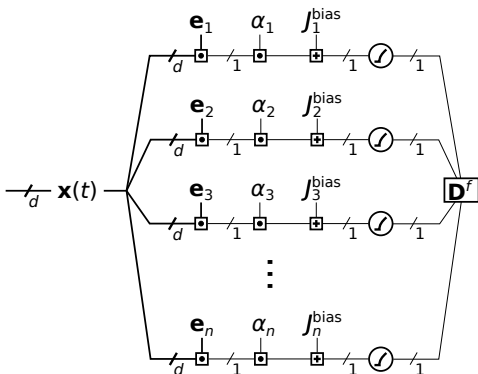 𝐞₁ α₁ J₁ᵇⁱᵃˢ
d 1 1 1
𝐞₂ α₂ J₂ᵇⁱᵃˢ
d 1 1 1
d 𝐱(t) 𝐃ᶠ
𝐞₃ α₃ J₃ᵇⁱᵃˢ
d 1 1 1
⋮
𝐞ₙ αₙ Jₙᵇⁱᵃˢ
d 1 1 1